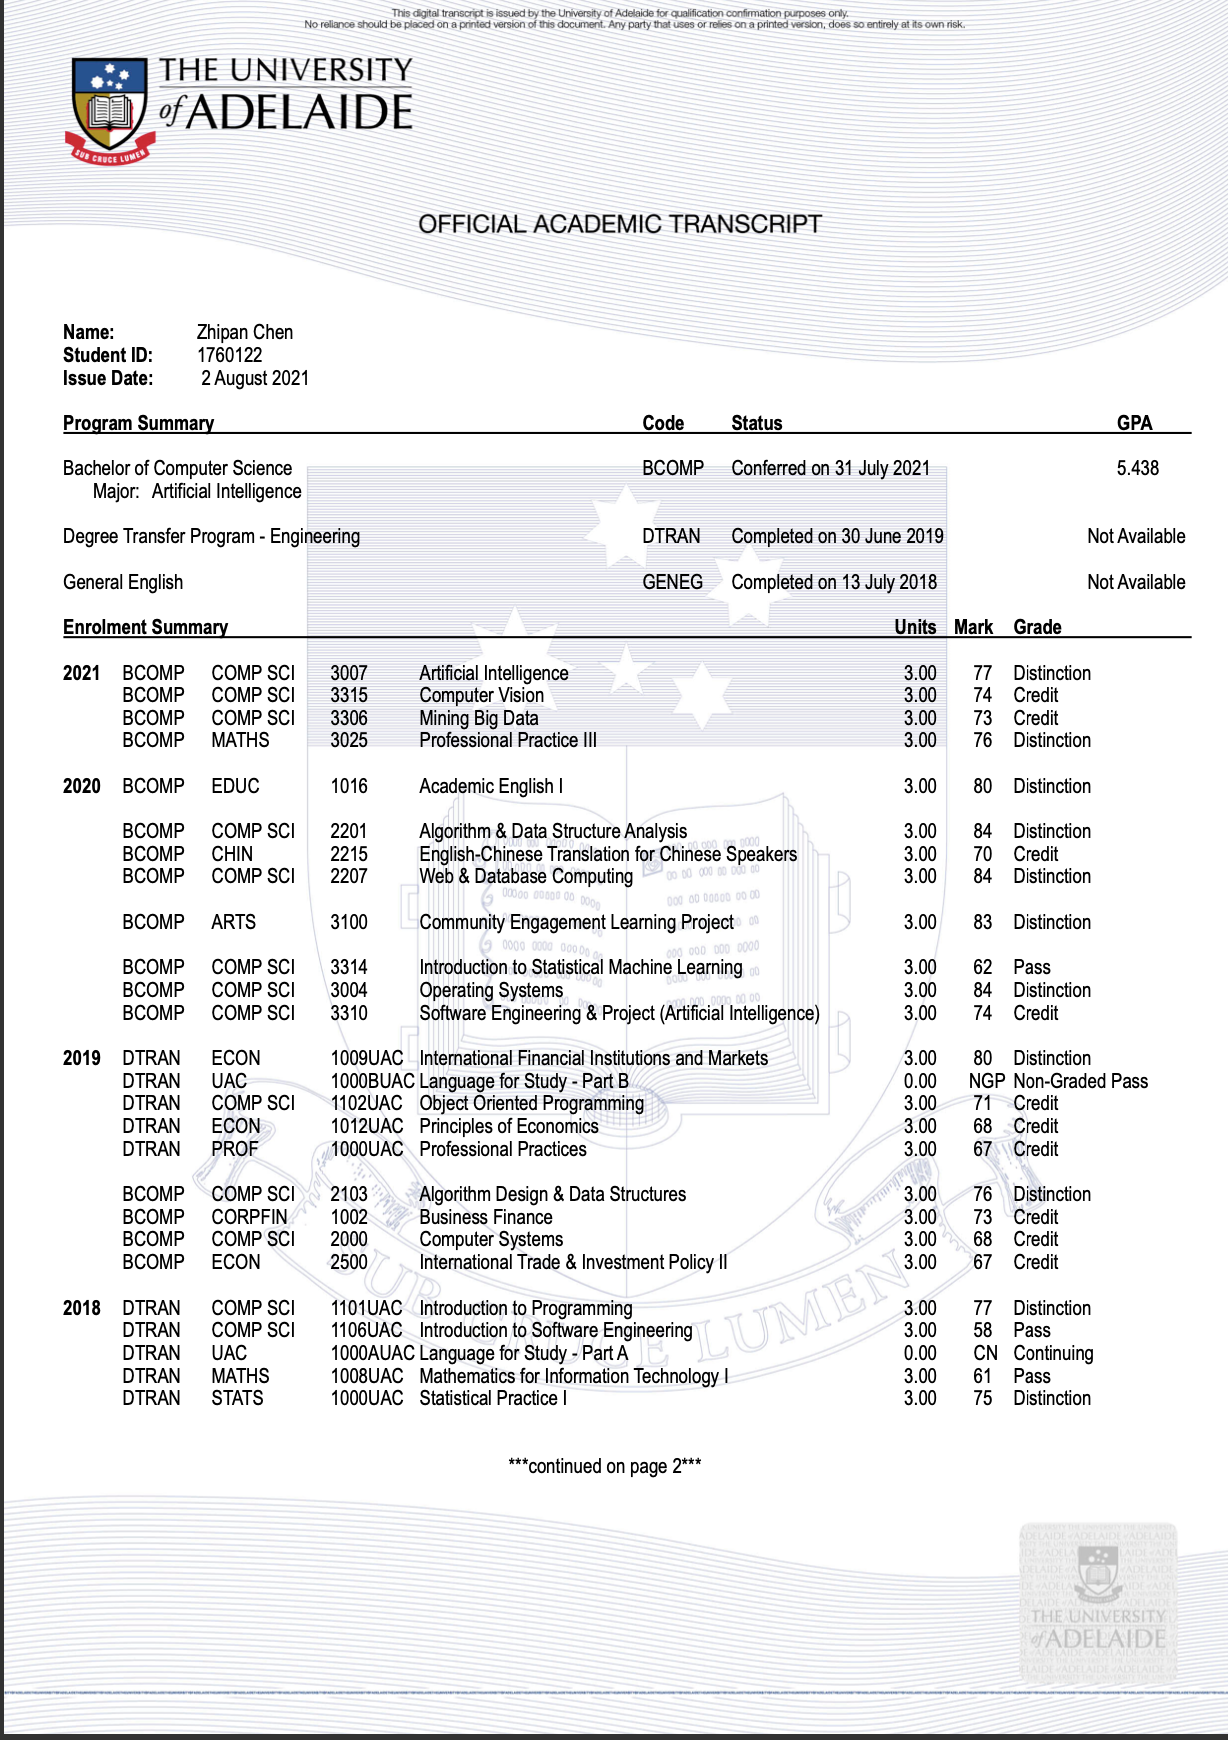 This digital transcript is issued by the University of Adelaide for qualification confirmation purposes only.
No reliance should be placed on a printed version of this document. Any party that uses or relies on a printed version, does so entirely at its own risk.
THE UNIVERSITY
of ADELAIDE
SUB CRUCE LUMEN
OFFICIAL ACADEMIC TRANSCRIPT
Name: Zhipan Chen
Student ID: 1760122
Issue Date: 2 August 2021
Program Summary Code Status GPA
Bachelor of Computer Science BCOMP Conferred on 31 July 2021 5.438
Major: Artificial Intelligence
Degree Transfer Program - Engineering DTRAN Completed on 30 June 2019 Not Available
General English GENEG Completed on 13 July 2018 Not Available
Enrolment Summary Units Mark Grade
2021 BCOMP COMP SCI 3007 Artificial Intelligence 3.00 77 Distinction
BCOMP COMP SCI 3315 Computer Vision 3.00 74 Credit
BCOMP COMP SCI 3306 Mining Big Data 3.00 73 Credit
BCOMP MATHS 3025 Professional Practice III 3.00 76 Distinction
2020 BCOMP EDUC 1016 Academic English I 3.00 80 Distinction
BCOMP COMP SCI 2201 Algorithm & Data Structure Analysis 3.00 84 Distinction
BCOMP CHIN 2215 English-Chinese Translation for Chinese Speakers 3.00 70 Credit
BCOMP COMP SCI 2207 Web & Database Computing 3.00 84 Distinction
BCOMP ARTS 3100 Community Engagement Learning Project 3.00 83 Distinction
BCOMP COMP SCI 3314 Introduction to Statistical Machine Learning 3.00 62 Pass
BCOMP COMP SCI 3004 Operating Systems 3.00 84 Distinction
BCOMP COMP SCI 3310 Software Engineering & Project (Artificial Intelligence) 3.00 74 Credit
2019 DTRAN ECON 1009UAC International Financial Institutions and Markets 3.00 80 Distinction
DTRAN UAC 1000BUAC Language for Study - Part B 0.00 NGP Non-Graded Pass
DTRAN COMP SCI 1102UAC Object Oriented Programming 3.00 71 Credit
DTRAN ECON 1012UAC Principles of Economics 3.00 68 Credit
DTRAN PROF 1000UAC Professional Practices 3.00 67 Credit
BCOMP COMP SCI 2103 Algorithm Design & Data Structures 3.00 76 Distinction
BCOMP CORPFIN 1002 Business Finance 3.00 73 Credit
BCOMP COMP SCI 2000 Computer Systems 3.00 68 Credit
BCOMP ECON 2500 International Trade & Investment Policy II 3.00 67 Credit
2018 DTRAN COMP SCI 1101UAC Introduction to Programming 3.00 77 Distinction
DTRAN COMP SCI 1106UAC Introduction to Software Engineering 3.00 58 Pass
DTRAN UAC 1000AUAC Language for Study - Part A 0.00 CN Continuing
DTRAN MATHS 1008UAC Mathematics for Information Technology I 3.00 61 Pass
DTRAN STATS 1000UAC Statistical Practice I 3.00 75 Distinction
SUB CRUCE LUMEN
***continued on page 2***
THE UNIVERSITY
of ADELAIDE